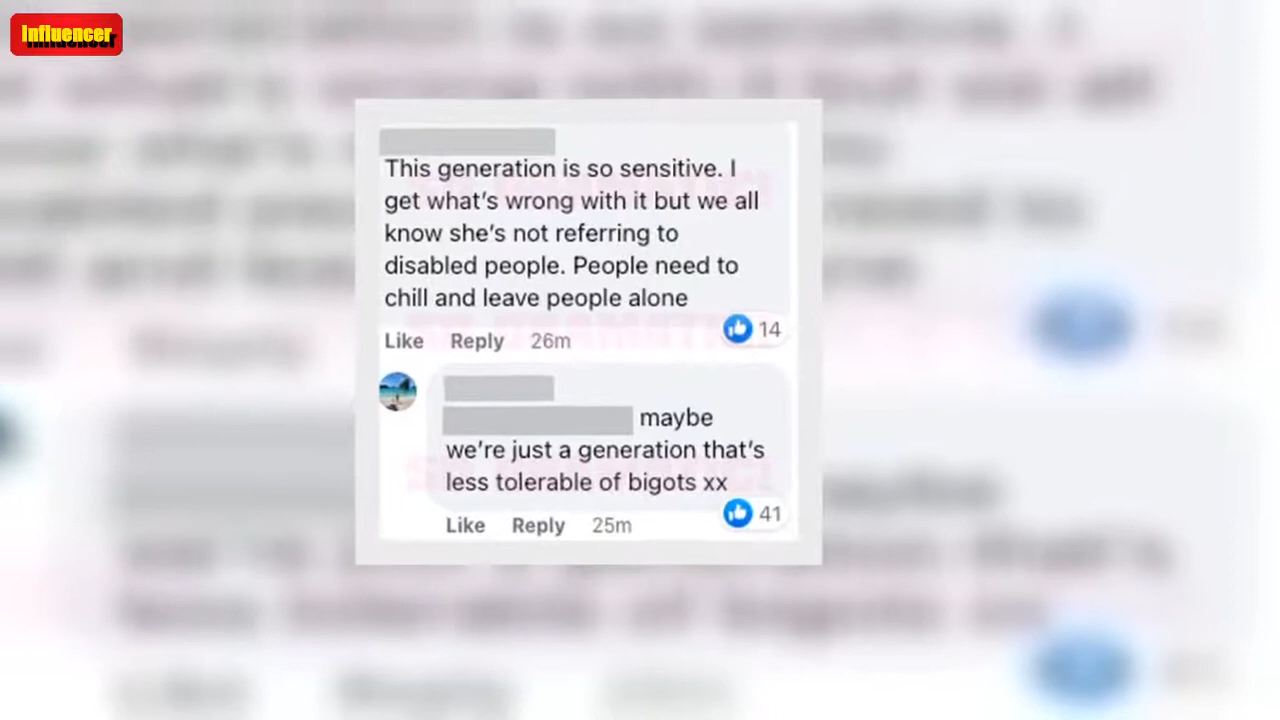 Influencer
This generation is so sensitive. I
get what's wrong with it but we all
know she's not referring to
disabled people. People need to
chill and leave people alone
Like Reply 26m 14
maybe
we're just a generation that's
less tolerable of bigots xx
Like Reply 25m 41